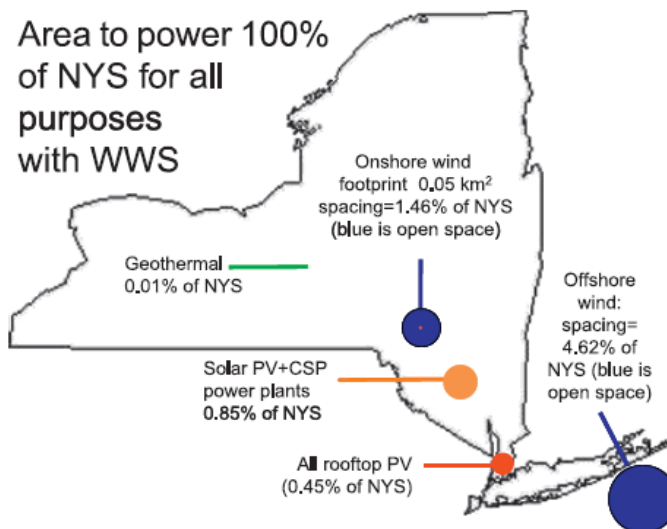 Area to power 100%
of NYS for all
purposes
with WWS
Onshore wind
footprint 0.05 km²
spacing=1.46% of NYS
(blue is open space)
Geothermal
0.01% of NYS
Offshore
wind:
spacing=
4.62% of
NYS (blue is
open space)
Solar PV+CSP
power plants
0.85% of NYS
All rooftop PV
(0.45% of NYS)